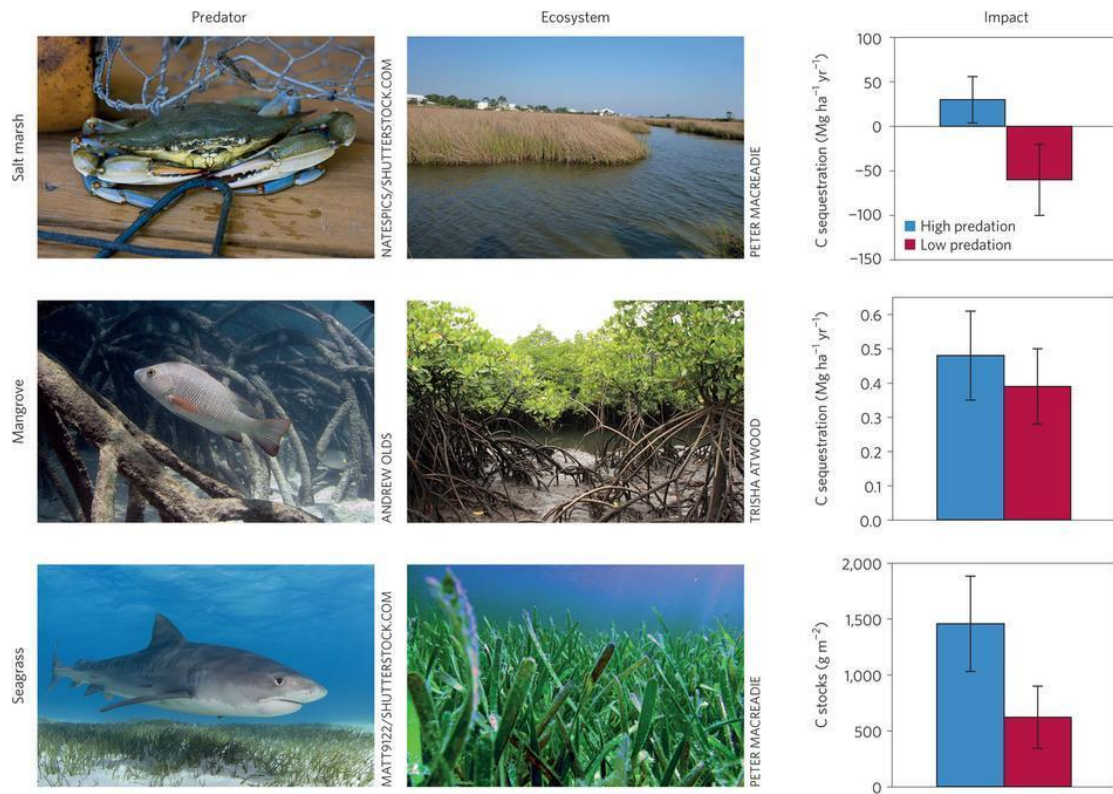 Predator
Ecosystem
Impact
Salt marsh
NATESPICS/SHUTTERSTOCK.COM
PETER MACREADIE
C sequestration (Mg ha⁻¹ yr⁻¹)
100
50
0
−50
−100
−150
High predation
Low predation
Mangrove
ANDREW OLDS
TRISHA ATWOOD
C sequestration (Mg ha⁻¹ yr⁻¹)
0.6
0.5
0.4
0.3
0.2
0.1
0.0
Seagrass
MATT9122/SHUTTERSTOCK.COM
PETER MACREADIE
C stocks (g m⁻²)
2,000
1,500
1,000
500
0